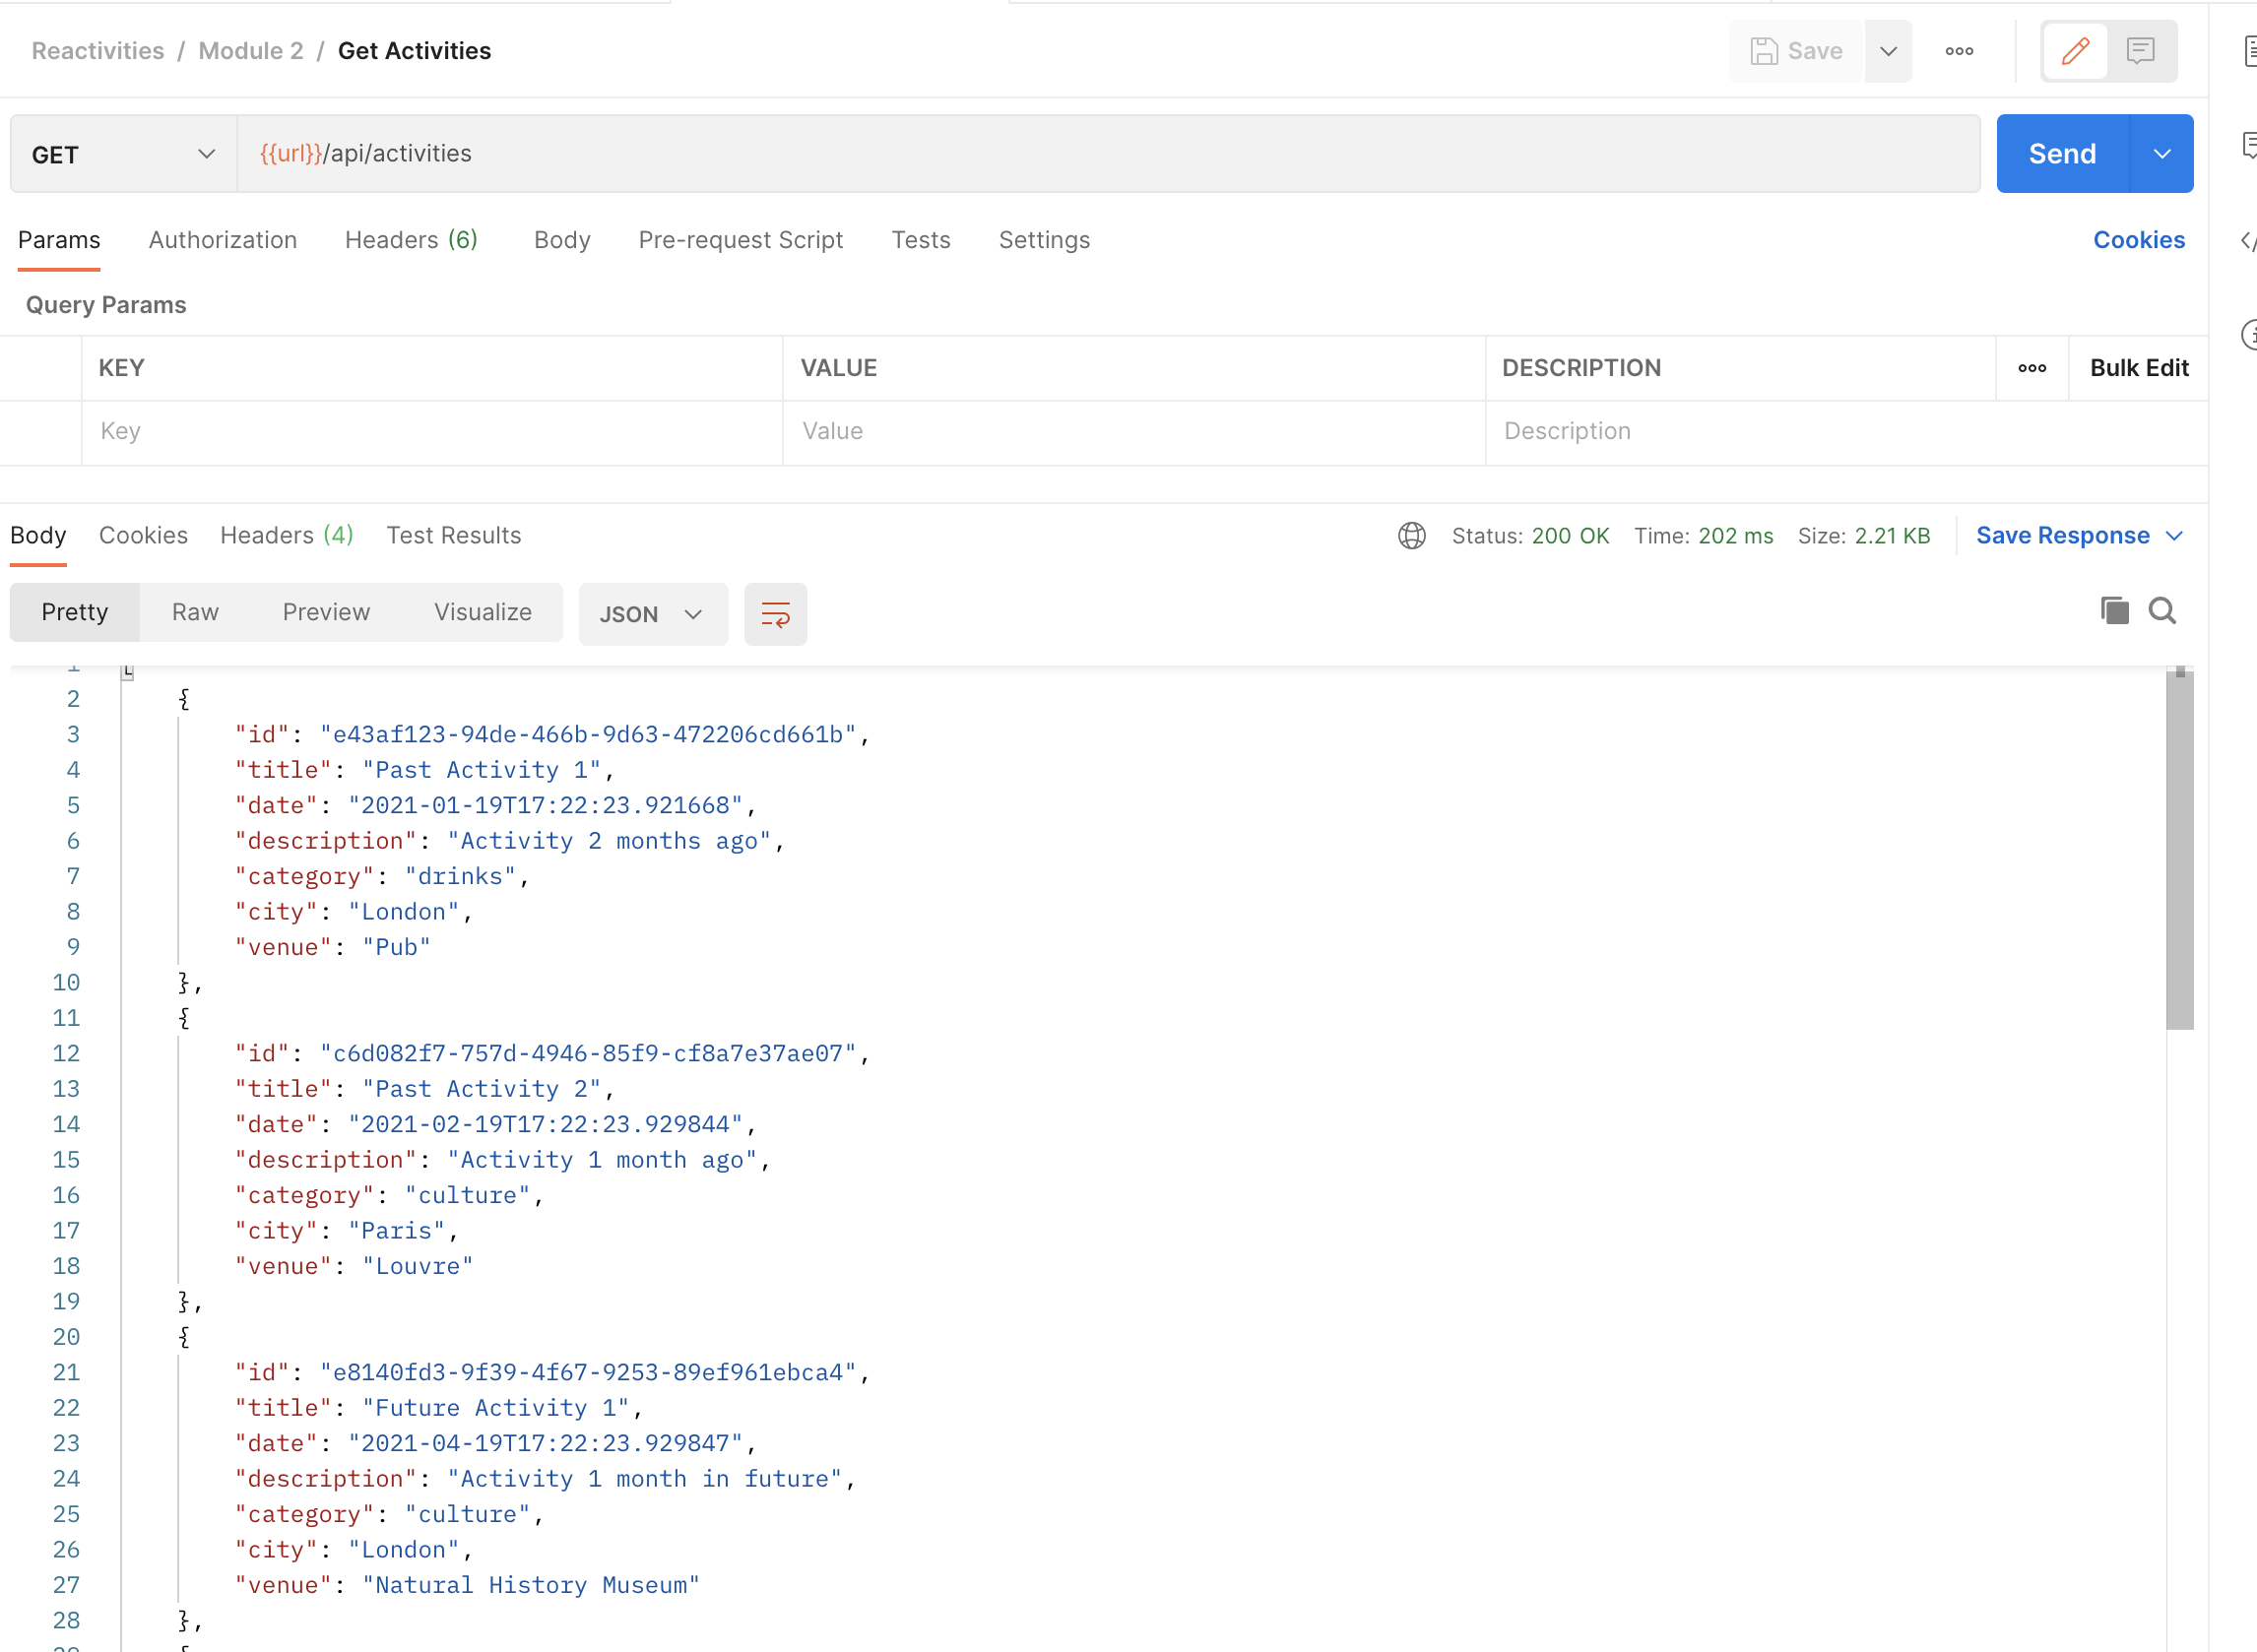 Reactivities / Module 2 / Get Activities
Save
GET {{url}}/api/activities Send
Params Authorization Headers (6) Body Pre-request Script Tests Settings Cookies
Query Params
KEY VALUE DESCRIPTION Bulk Edit
Key Value Description
Body Cookies Headers (4) Test Results Status: 200 OK Time: 202 ms Size: 2.21 KB Save Response
Pretty Raw Preview Visualize JSON
1 [
2 {
3 "id": "e43af123-94de-466b-9d63-472206cd661b",
4 "title": "Past Activity 1",
5 "date": "2021-01-19T17:22:23.921668",
6 "description": "Activity 2 months ago",
7 "category": "drinks",
8 "city": "London",
9 "venue": "Pub"
10 },
11 {
12 "id": "c6d082f7-757d-4946-85f9-cf8a7e37ae07",
13 "title": "Past Activity 2",
14 "date": "2021-02-19T17:22:23.929844",
15 "description": "Activity 1 month ago",
16 "category": "culture",
17 "city": "Paris",
18 "venue": "Louvre"
19 },
20 {
21 "id": "e8140fd3-9f39-4f67-9253-89ef961ebca4",
22 "title": "Future Activity 1",
23 "date": "2021-04-19T17:22:23.929847",
24 "description": "Activity 1 month in future",
25 "category": "culture",
26 "city": "London",
27 "venue": "Natural History Museum"
28 },